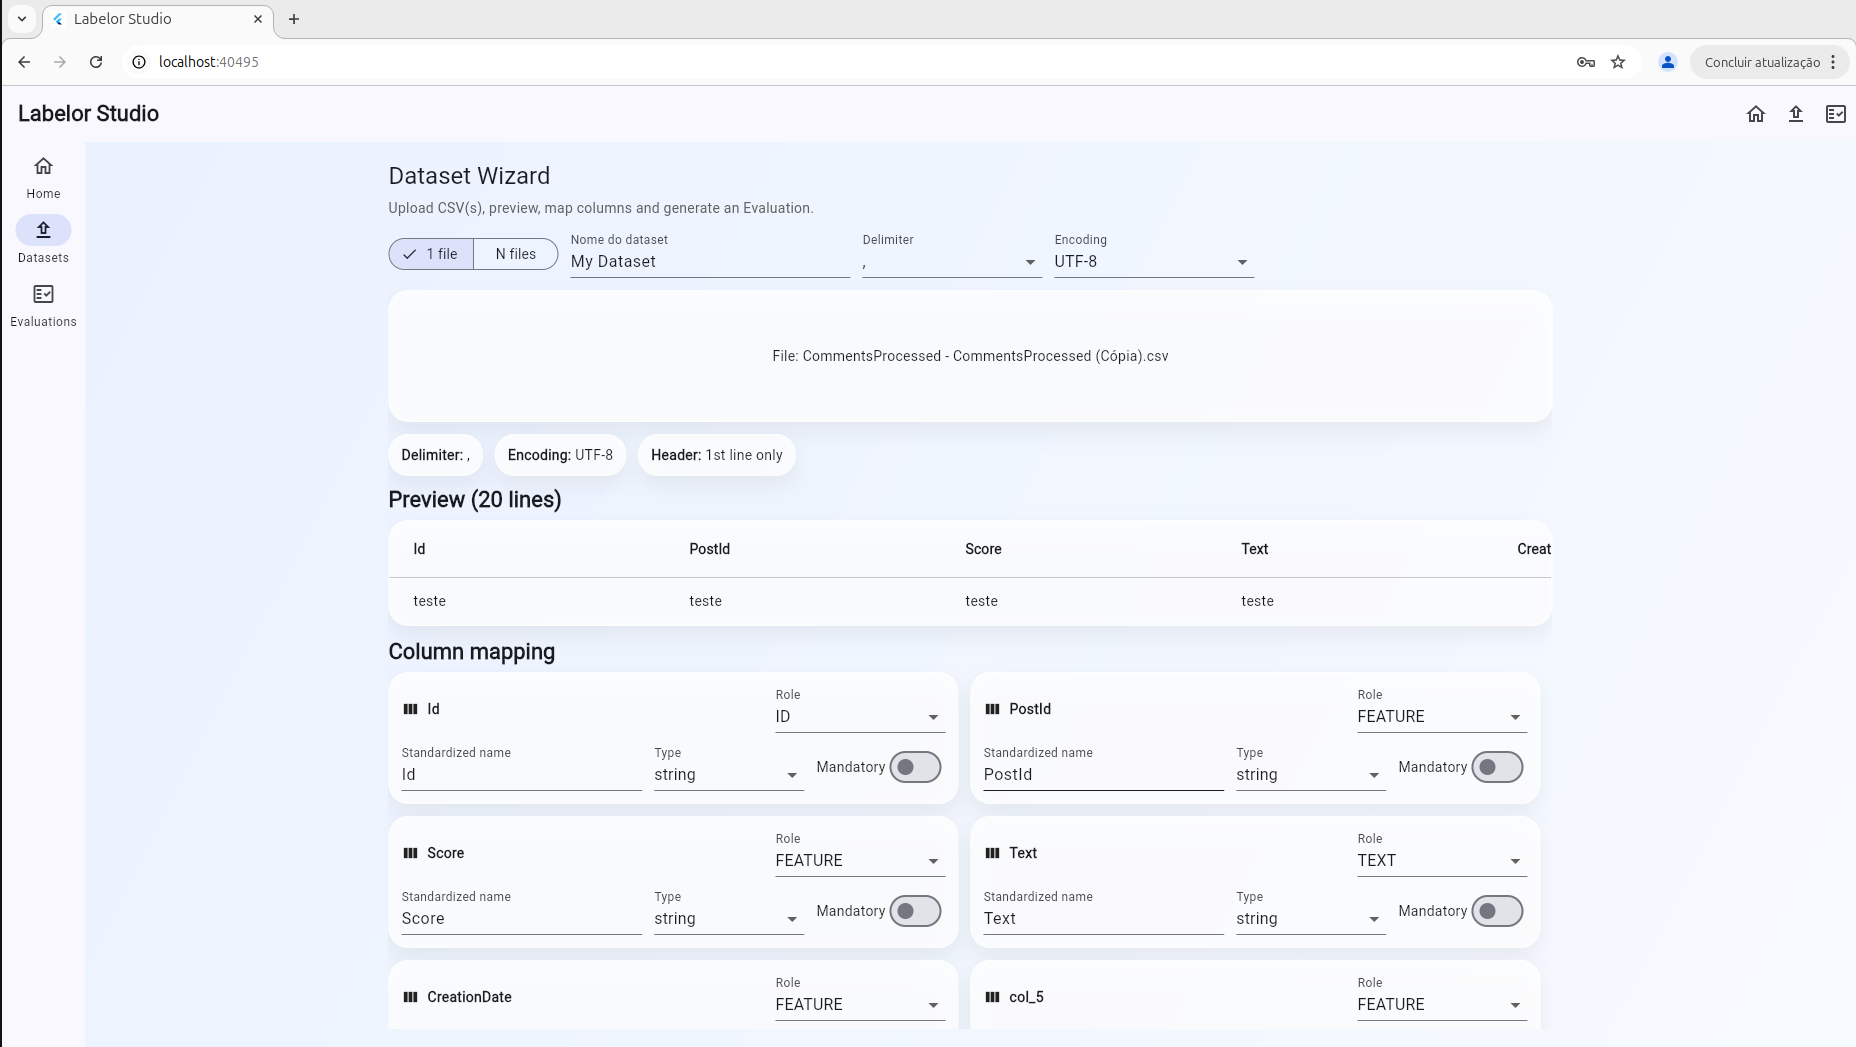 Labelor Studio
localhost:40495
Concluir atualização
Labelor Studio
Home
Datasets
Evaluations
Dataset Wizard
Upload CSV(s), preview, map columns and generate an Evaluation.
1 file N files
Nome do dataset
My Dataset
Delimiter
,
Encoding
UTF-8
File: CommentsProcessed - CommentsProcessed (Cópia).csv
Delimiter: , Encoding: UTF-8 Header: 1st line only
Preview (20 lines)
Id PostId Score Text Creat
teste teste teste teste
Column mapping
Id
Role
ID
Standardized name
Id
Type
string
Mandatory
PostId
Role
FEATURE
Standardized name
PostId
Type
string
Mandatory
Score
Role
FEATURE
Standardized name
Score
Type
string
Mandatory
Text
Role
TEXT
Standardized name
Text
Type
string
Mandatory
CreationDate
Role
FEATURE
col_5
Role
FEATURE